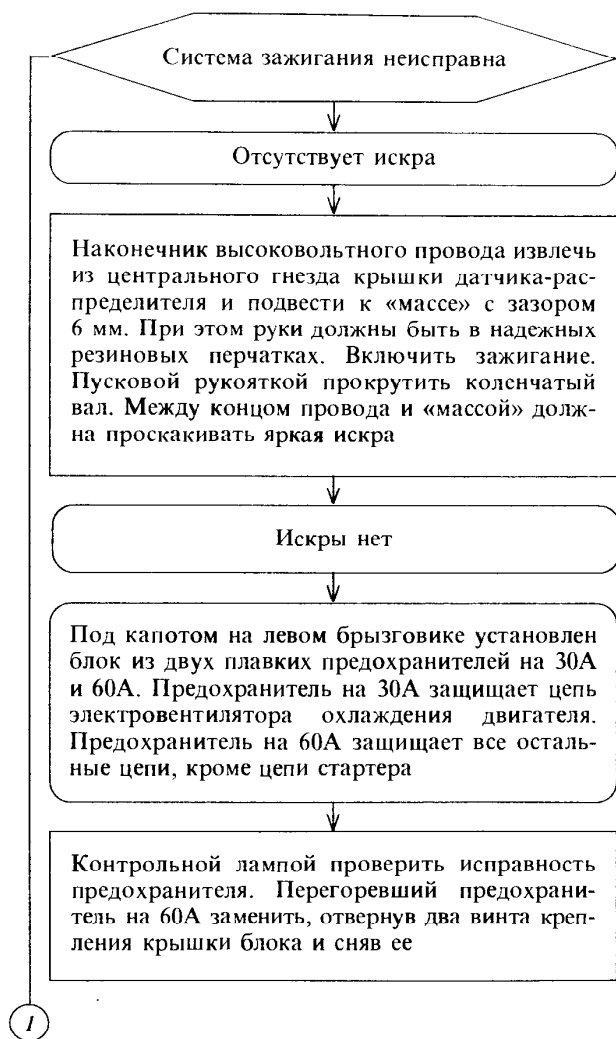 Система зажигания неисправна
Отсутствует искра
Наконечник высоковольтного провода извлечь
из центрального гнезда крышки датчика-рас-
пределителя и подвести к «массе» с зазором
6 мм. При этом руки должны быть в надежных
резиновых перчатках. Включить зажигание.
Пусковой рукояткой прокрутить коленчатый
вал. Между концом провода и «массой» долж-
на проскакивать яркая искра
Искры нет
Под капотом на левом брызговике установлен
блок из двух плавких предохранителей на 30А
и 60А. Предохранитель на 30А защищает цепь
электровентилятора охлаждения двигателя.
Предохранитель на 60А защищает все осталь-
ные цепи, кроме цепи стартера
Контрольной лампой проверить исправность
предохранителя. Перегоревший предохрани-
тель на 60А заменить, отвернув два винта креп-
ления крышки блока и сняв ее
1